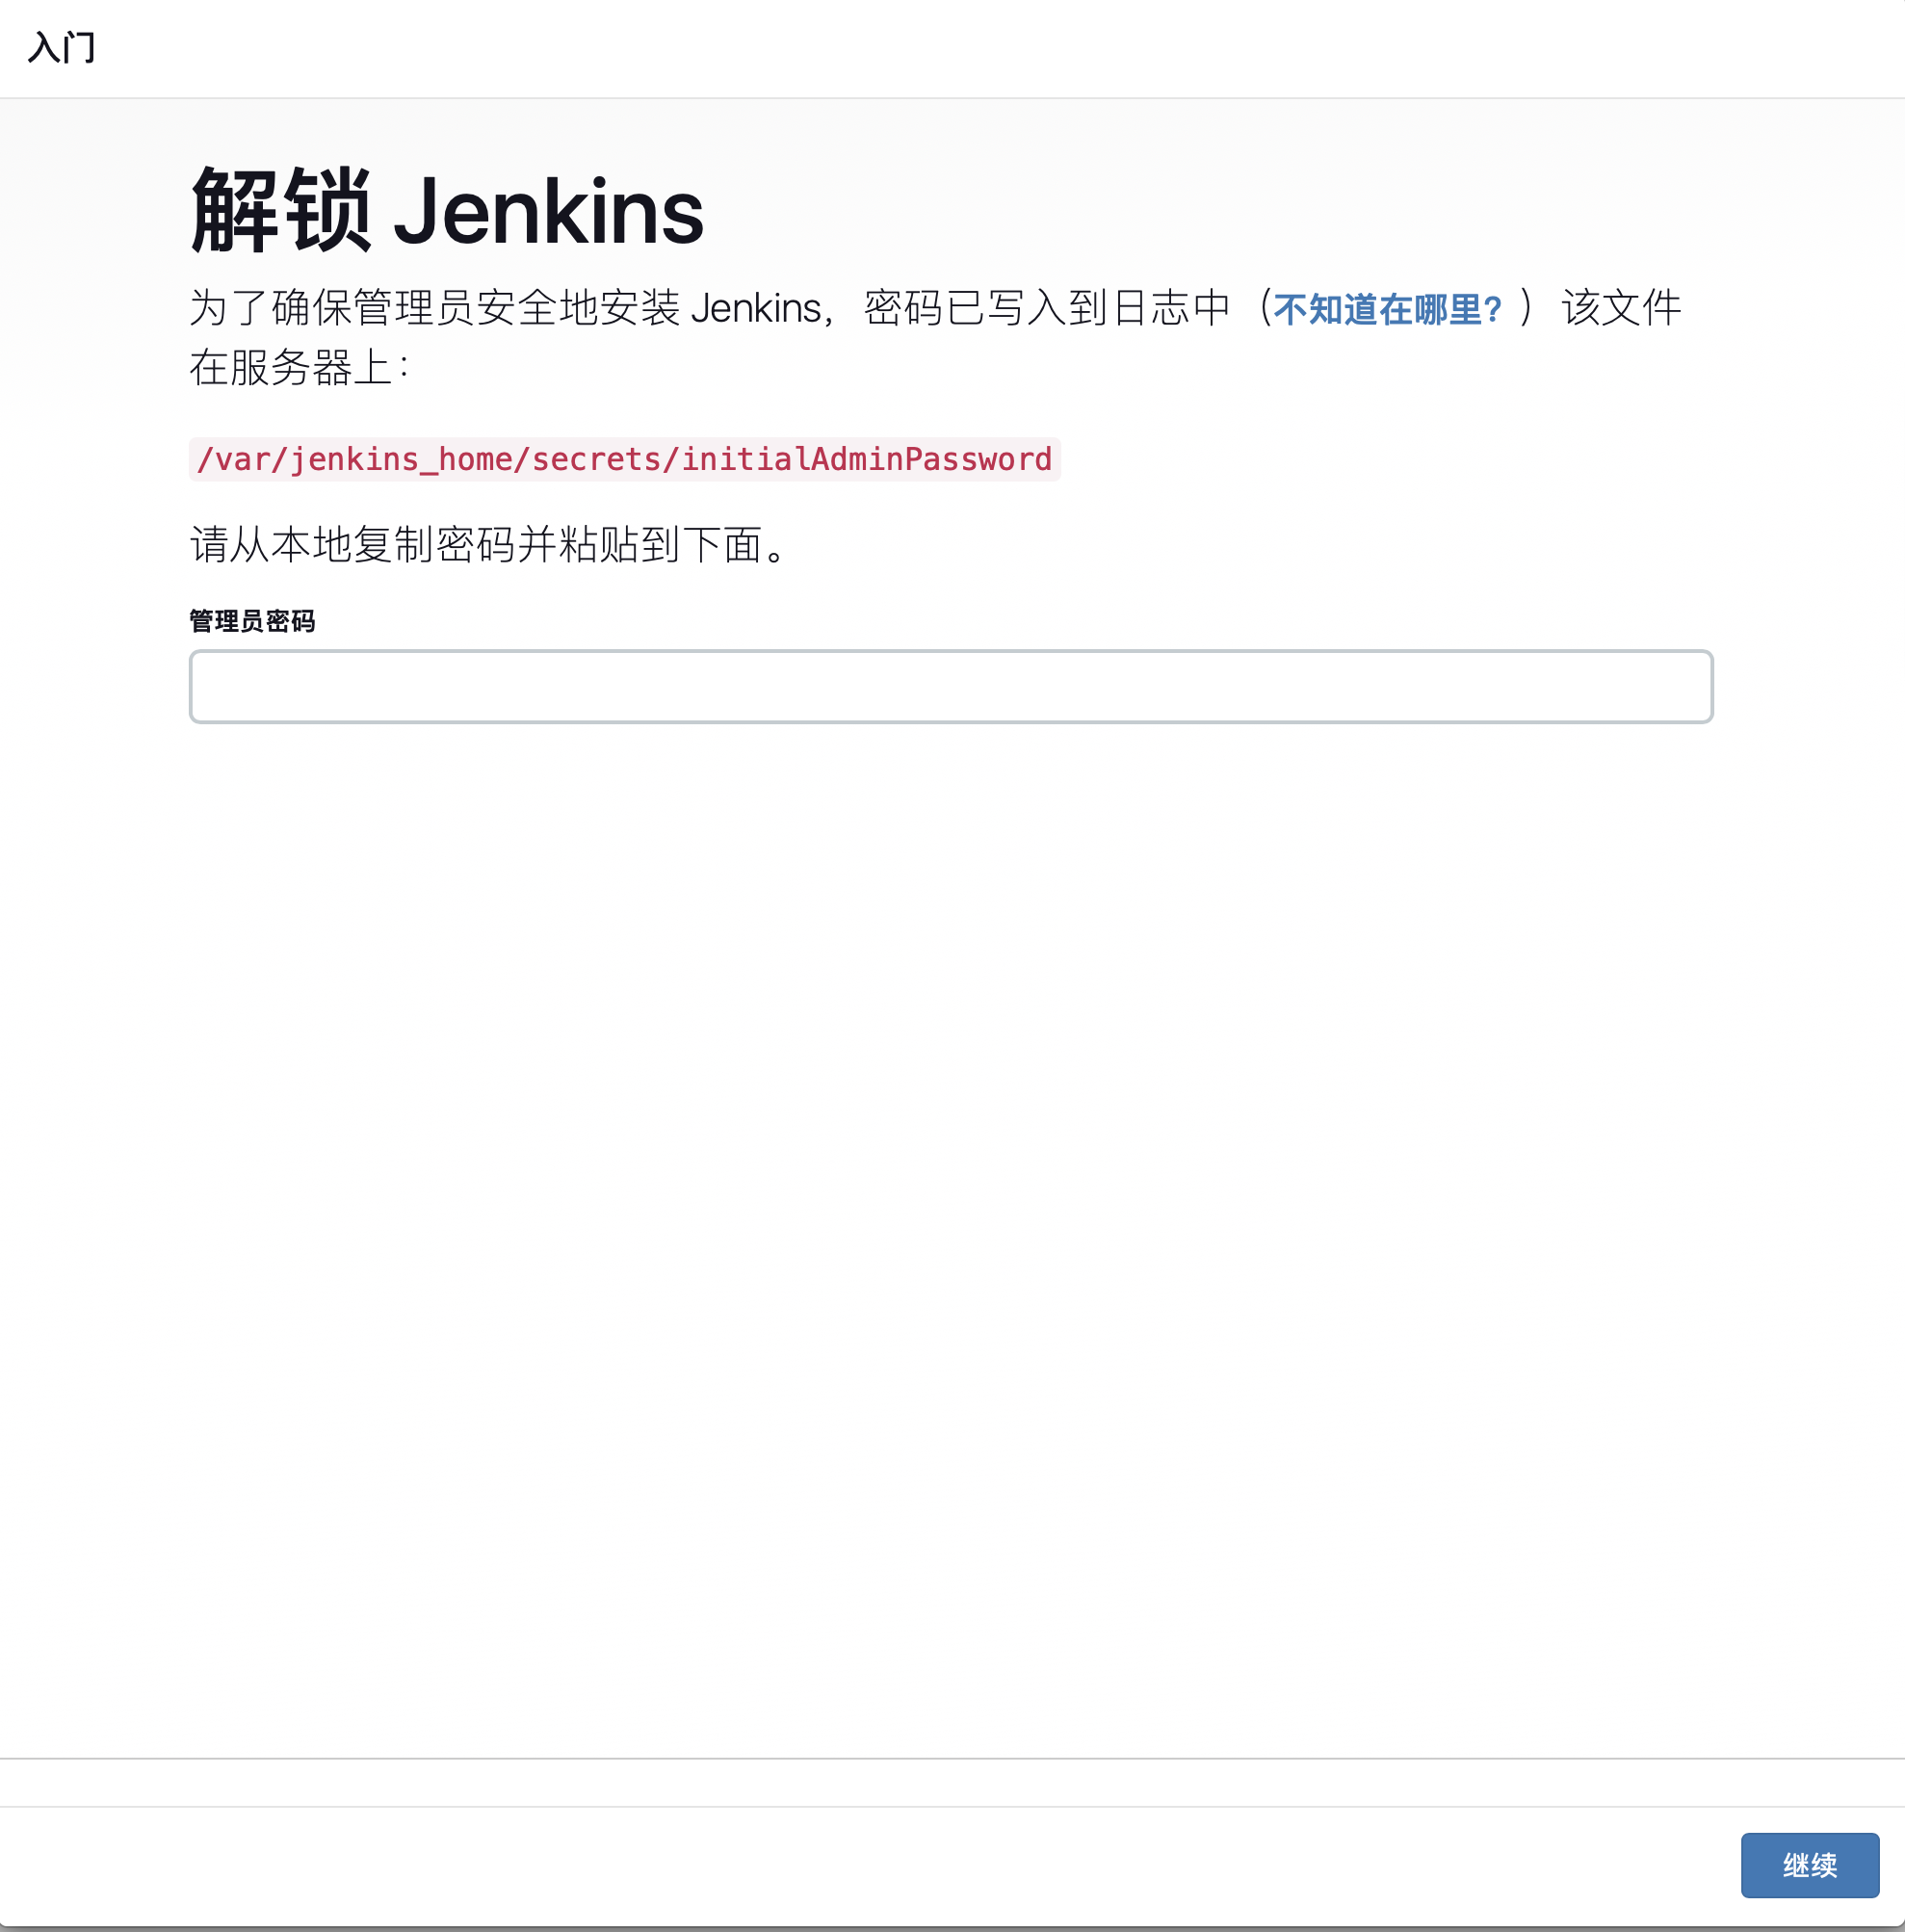 入门
解锁 Jenkins
为了确保管理员安全地安装 Jenkins，密码已写入到日志中（不知道在哪里？）该文件
在服务器上：
/var/jenkins_home/secrets/initialAdminPassword
请从本地复制密码并粘贴到下面。
管理员密码
继续